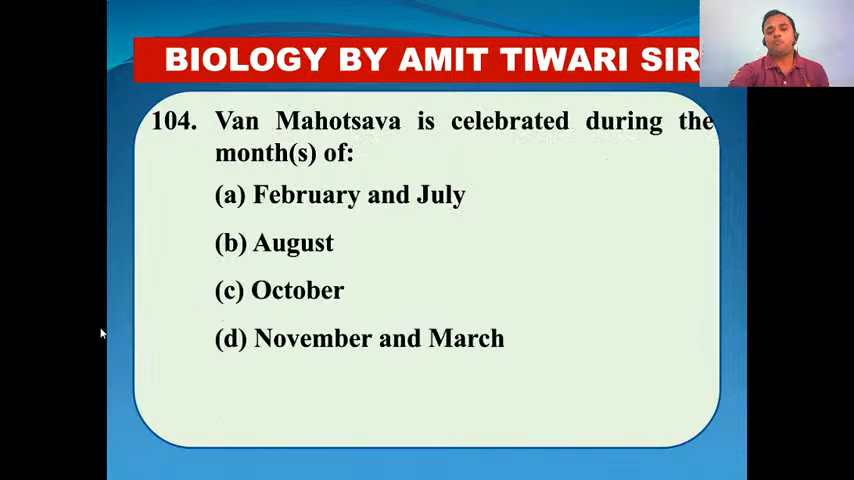 BIOLOGY BY AMIT TIWARI SIR
104. Van Mahotsava is celebrated during the
month(s) of:
(a) February and July
(b) August
(c) October
(d) November and March